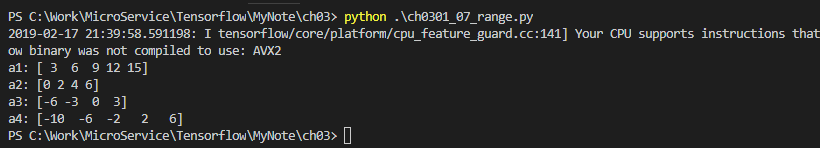 PS C:\Work\MicroService\Tensorflow\MyNote\ch03> python .\ch0301_07_range.py
2019-02-17 21:39:58.591198: I tensorflow/core/platform/cpu_feature_guard.cc:141] Your CPU supports instructions that
ow binary was not compiled to use: AVX2
a1: [ 3  6  9 12 15]
a2: [0 2 4 6]
a3: [-6 -3  0  3]
a4: [-10  -6  -2   2   6]
PS C:\Work\MicroService\Tensorflow\MyNote\ch03>